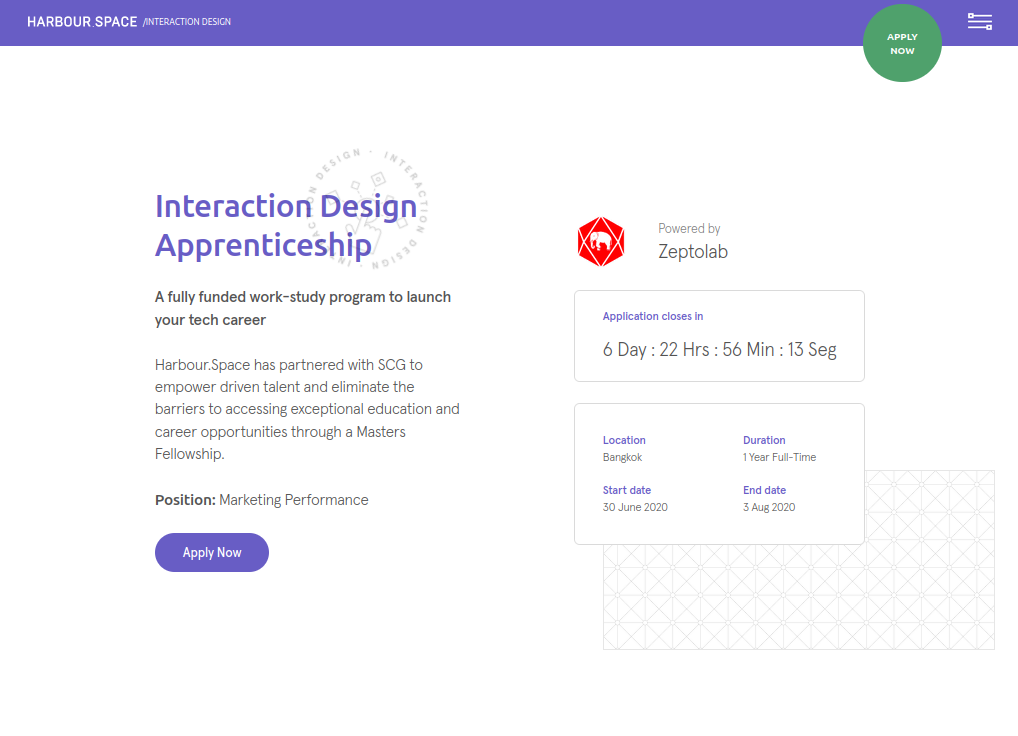 HARBOUR.SPACE /INTERACTION DESIGN
APPLY
NOW
INTERACTION DESIGN · INTERACTION DESIGN ·
Interaction Design
Apprenticeship
A fully funded work-study program to launch
your tech career
Harbour.Space has partnered with SCG to
empower driven talent and eliminate the
barriers to accessing exceptional education and
career opportunities through a Masters
Fellowship.
Position: Marketing Performance
Apply Now
Powered by
Zeptolab
Application closes in
6 Day : 22 Hrs : 56 Min : 13 Seg
Location
Bangkok
Duration
1 Year Full-Time
Start date
30 June 2020
End date
3 Aug 2020